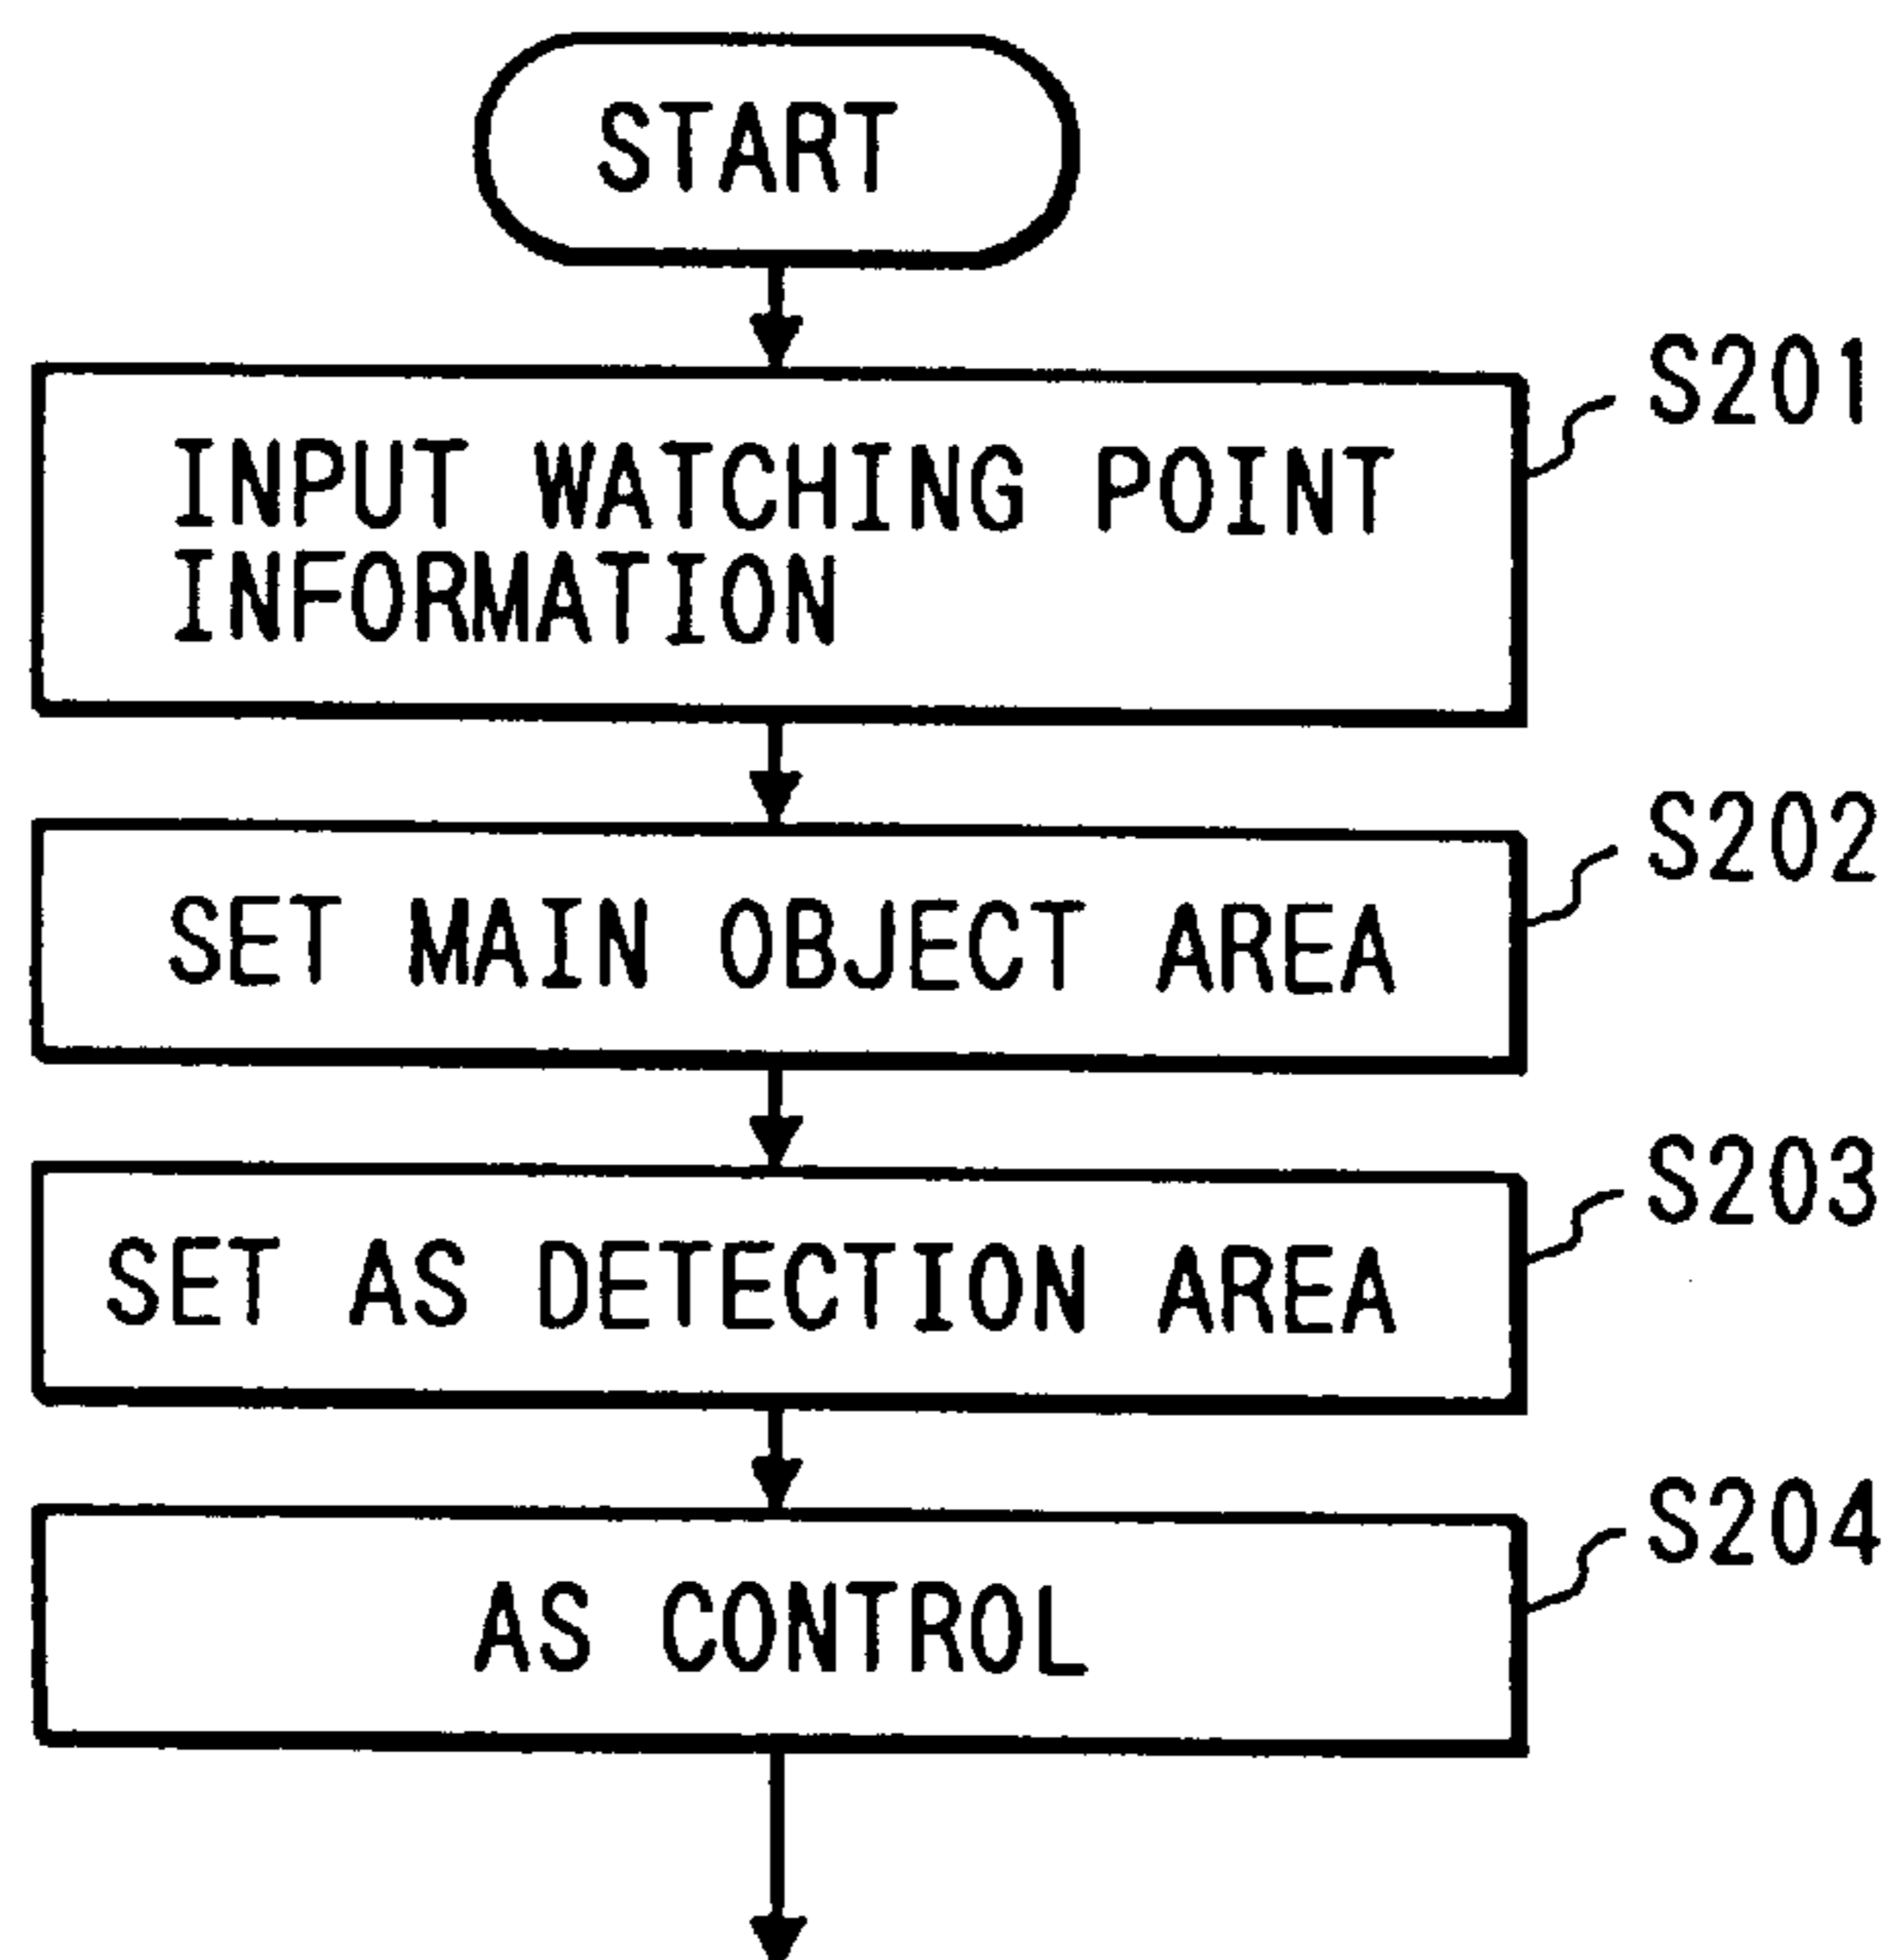 START
S201
INPUT WATCHING POINT
INFORMATION
S202
SET MAIN OBJECT AREA
S203
SET AS DETECTION AREA
S204
AS CONTROL